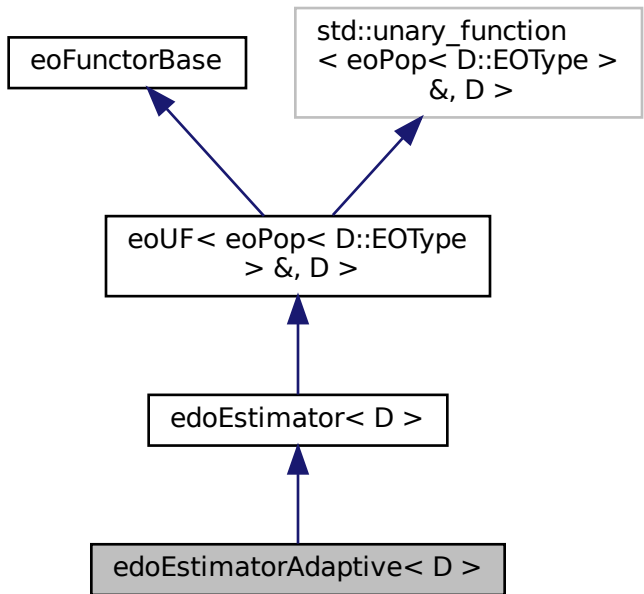 eoFunctorBase
std::unary_function
< eoPop< D::EOType >
&, D >
eoUF< eoPop< D::EOType
> &, D >
edoEstimator< D >
edoEstimatorAdaptive< D >